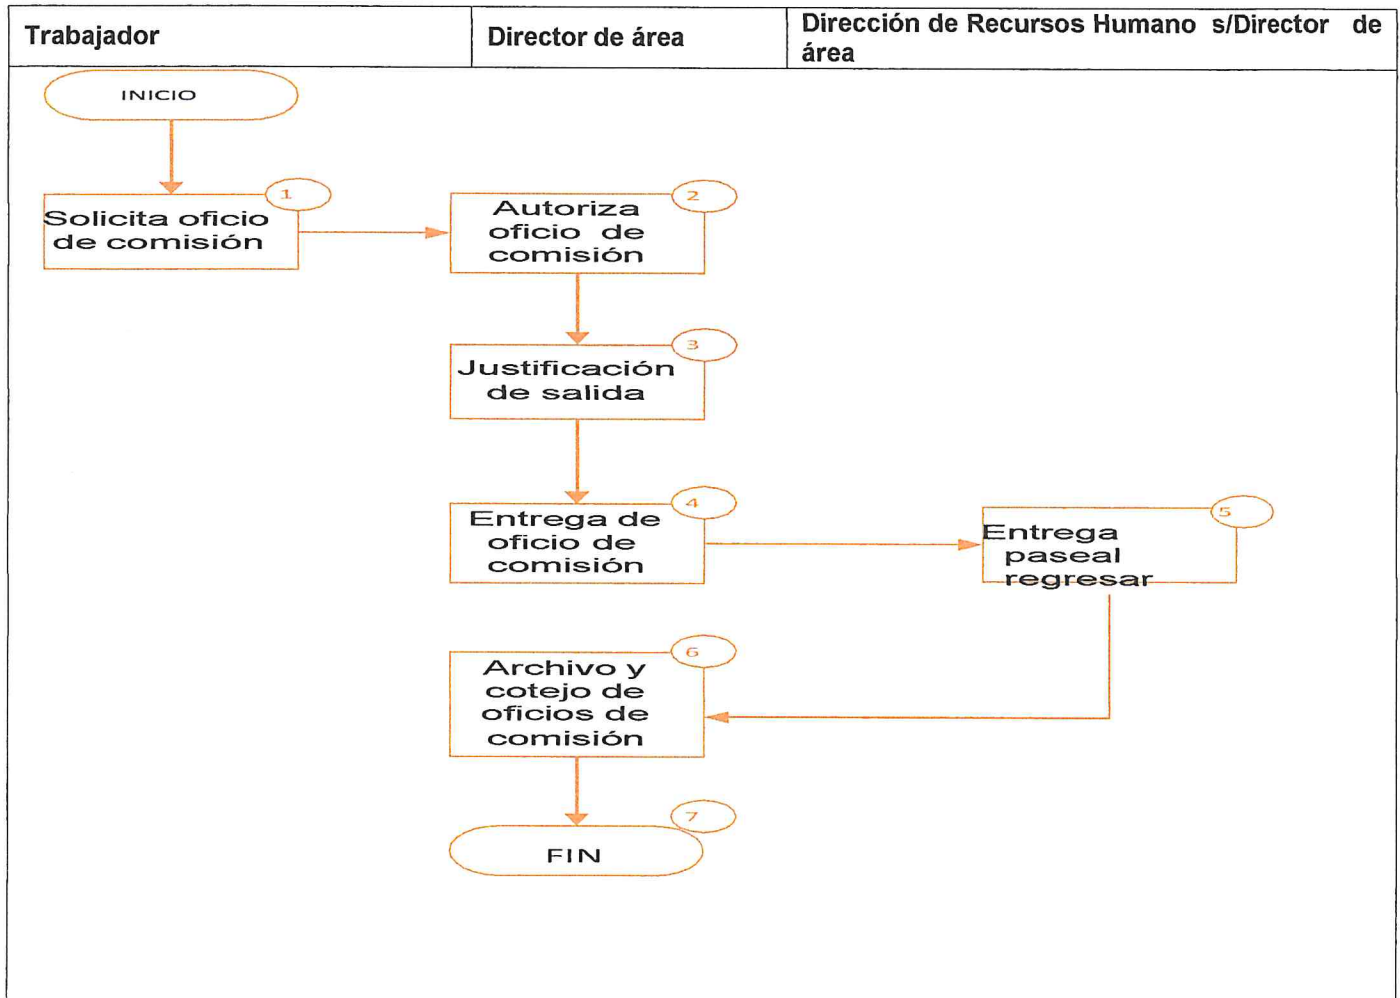 Trabajador
Director de área
Dirección de Recursos Humano s/Director de
área
INICIO
1
Solicita oficio
de comisión
2
Autoriza
oficio de
comisión
3
Justificación
de salida
4
Entrega de
oficio de
comisión
5
Entrega
paseal
regresar
6
Archivo y
cotejo de
oficios de
comisión
7
FIN